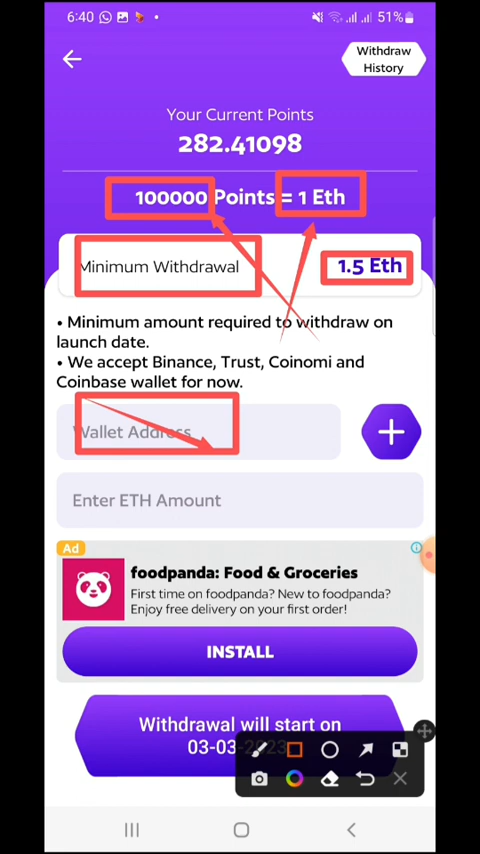 6:40
51%
Withdraw
History
Your Current Points
282.41098
100000 Points = 1 Eth
Minimum Withdrawal
1.5 Eth
• Minimum amount required to withdraw on
launch date.
• We accept Binance, Trust, Coinomi and
Coinbase wallet for now.
Wallet Address
Enter ETH Amount
Ad
foodpanda: Food & Groceries
First time on foodpanda? New to foodpanda?
Enjoy free delivery on your first order!
INSTALL
Withdrawal will start on
03-03-2023